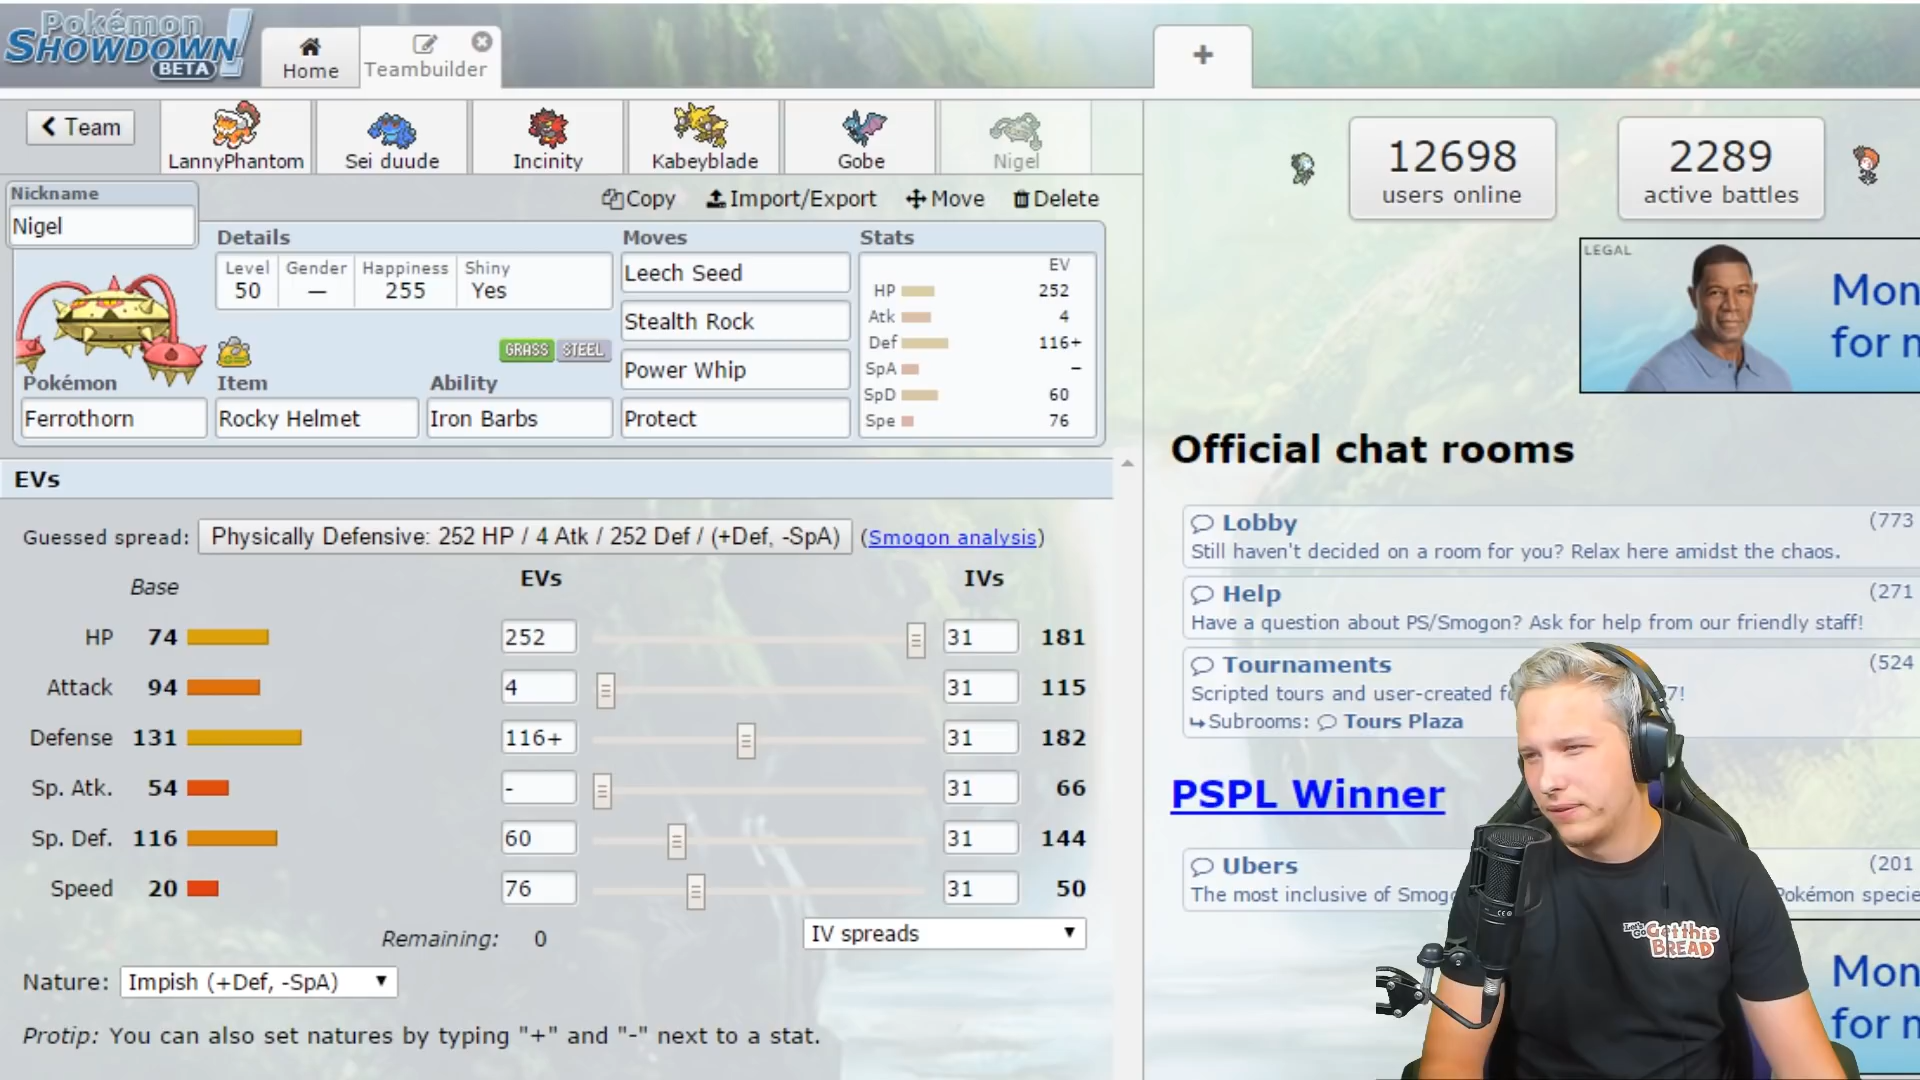 Pokémon
SHOWDOWN!
BETA
Home
Teambuilder
+
Team
LannyPhantom
Sei duude
Incinity
Kabeyblade
Gobe
Nigel
12698
users online
2289
active battles
Nickname
Nigel
Copy
Import/Export
Move
Delete
Details
Moves
Stats
Level
50
Gender
—
Happiness
255
Shiny
Yes
Leech Seed
Stealth Rock
Power Whip
Protect
EV
HP 252
Atk 4
Def 116+
SpA -
SpD 60
Spe 76
GRASS STEEL
Pokémon
Ferrothorn
Item
Rocky Helmet
Ability
Iron Barbs
LEGAL
Mon
for m
EVs
Guessed spread: Physically Defensive: 252 HP / 4 Atk / 252 Def / (+Def, -SpA) (Smogon analysis)
Base EVs IVs
HP 74 252 31 181
Attack 94 4 31 115
Defense 131 116+ 31 182
Sp. Atk. 54 - 31 66
Sp. Def. 116 60 31 144
Speed 20 76 31 50
Remaining: 0
IV spreads
Nature: Impish (+Def, -SpA)
Protip: You can also set natures by typing "+" and "-" next to a stat.
Official chat rooms
Lobby (773
Still haven't decided on a room for you? Relax here amidst the chaos.
Help (271
Have a question about PS/Smogon? Ask for help from our friendly staff!
Tournaments (524
Scripted tours and user-created f 7!
Subrooms: Tours Plaza
PSPL Winner
Ubers (201
The most inclusive of Smog Pokémon specie
Let's Go
Get this
BREAD
Mon
for m